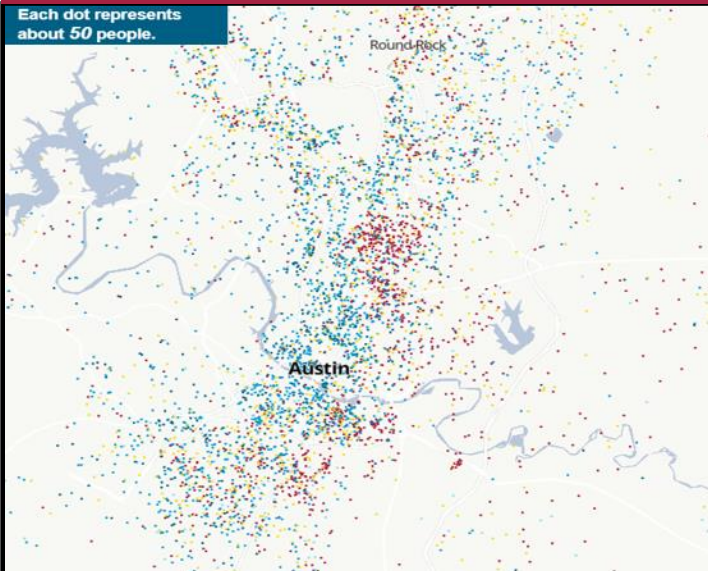 Each dot represents
about 50 people.
Round Rock
Austin